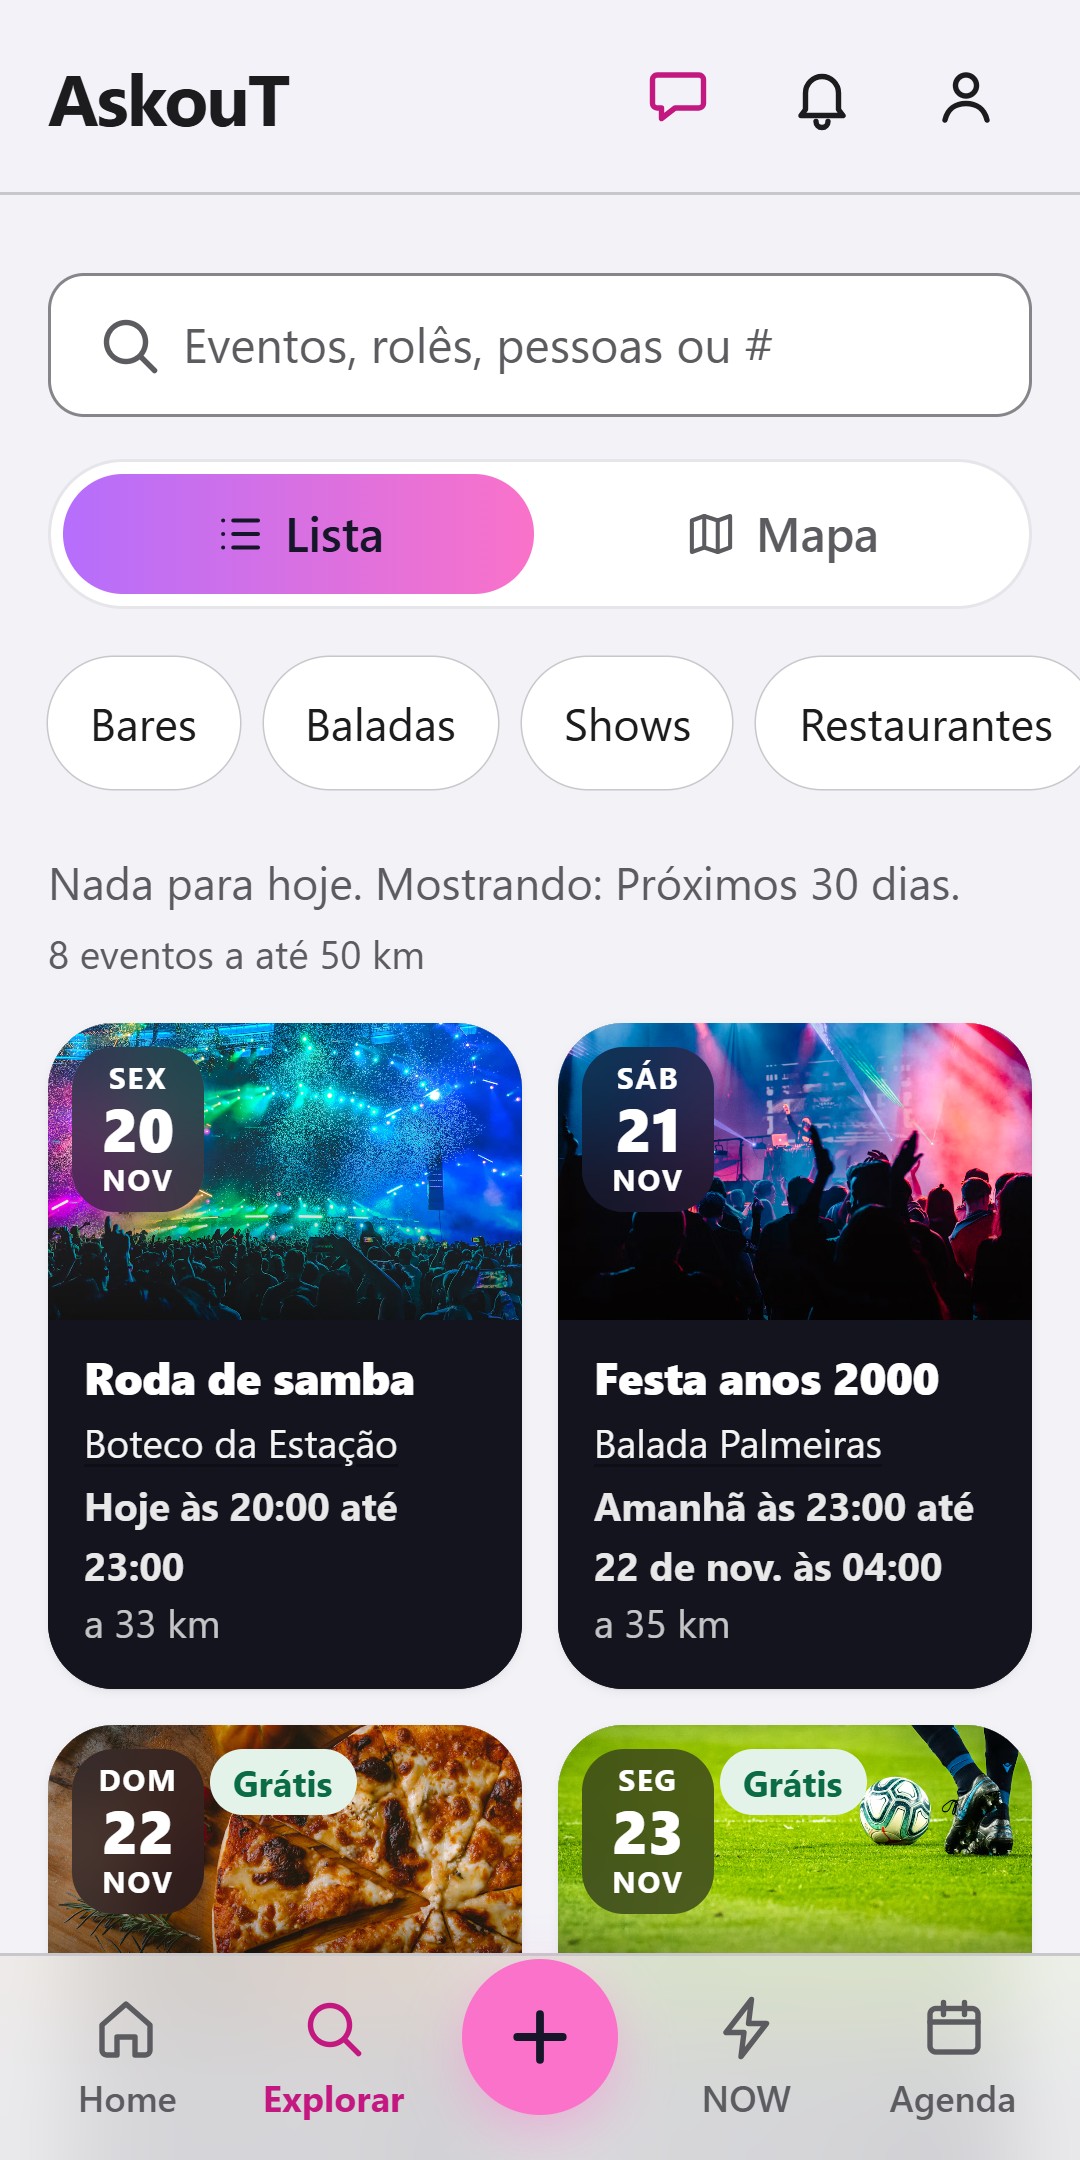 AskouT
Eventos, rolês, pessoas ou #
Lista
Mapa
Bares
Baladas
Shows
Restaurantes
Nada para hoje. Mostrando: Próximos 30 dias.
8 eventos a até 50 km
SEX
20
NOV
Roda de samba
Boteco da Estação
Hoje às 20:00 até
23:00
a 33 km
SÁB
21
NOV
Festa anos 2000
Balada Palmeiras
Amanhã às 23:00 até
22 de nov. às 04:00
a 35 km
DOM
22
NOV
Grátis
SEG
23
NOV
Grátis
Home
Explorar
NOW
Agenda